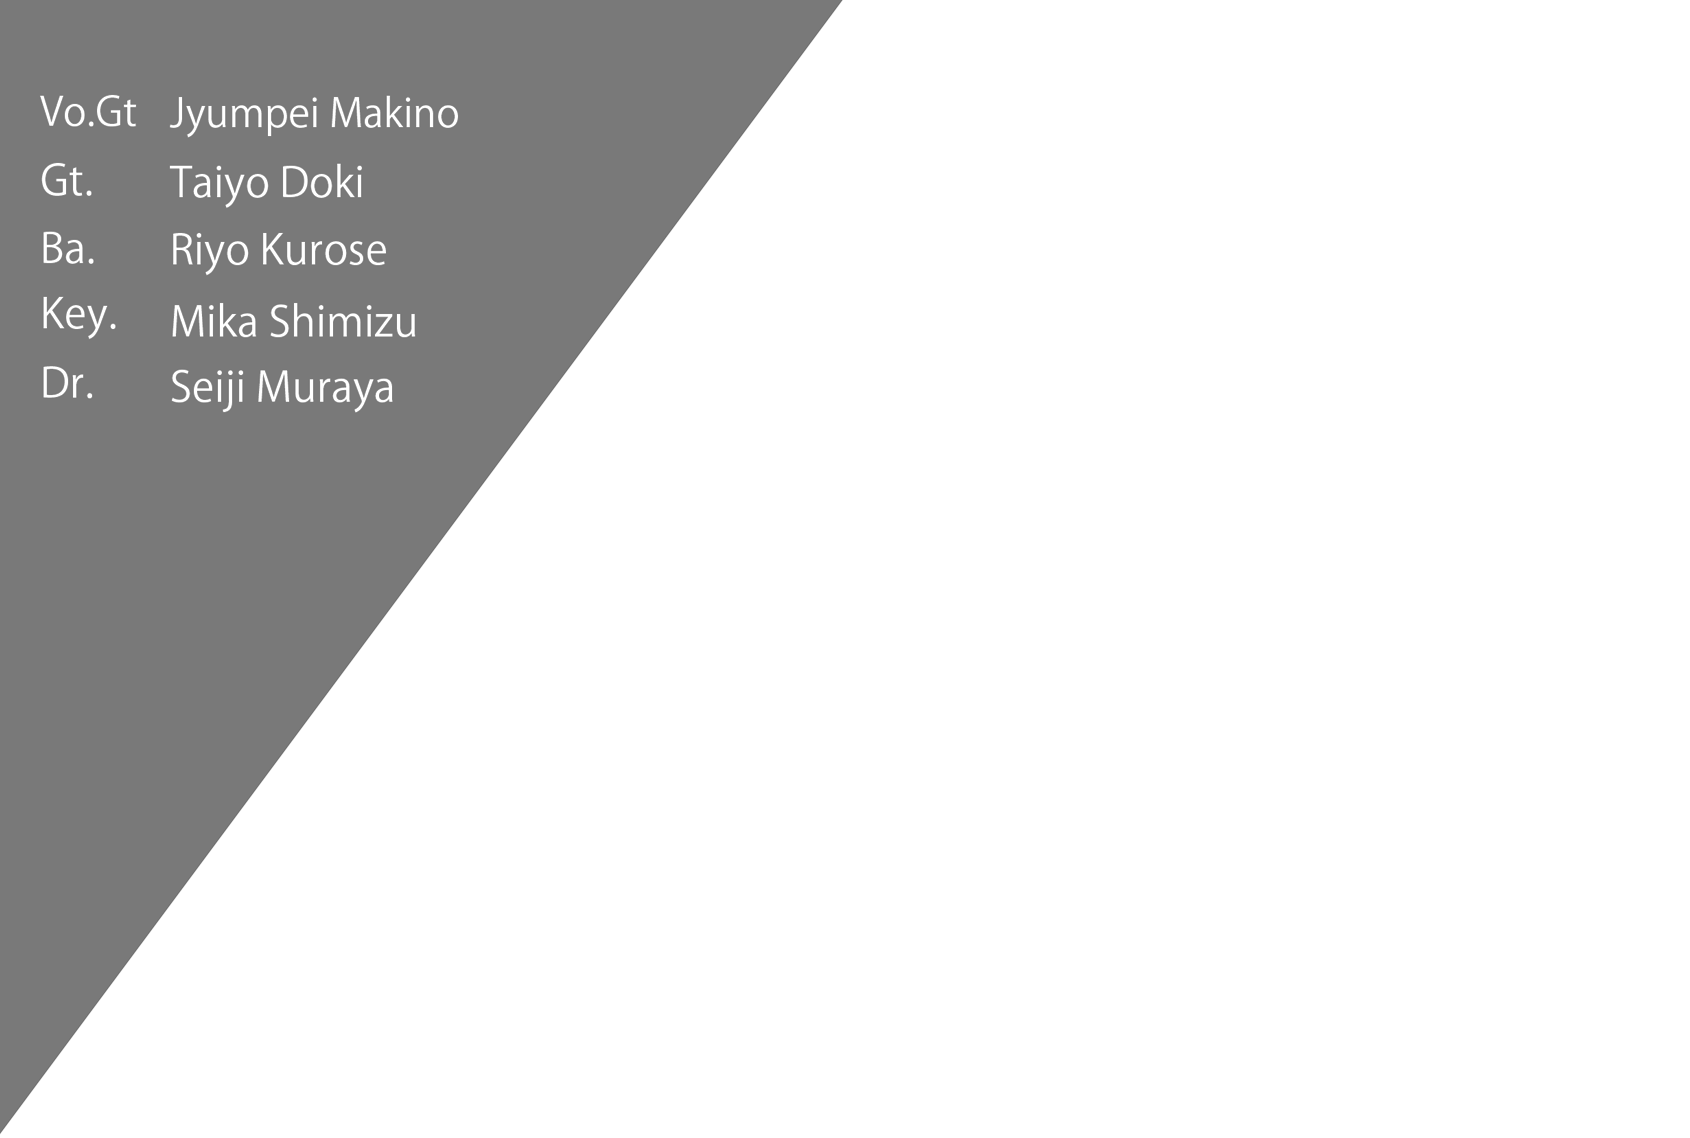 Vo.Gt Jyumpei Makino
Gt. Taiyo Doki
Ba. Riyo Kurose
Key. Mika Shimizu
Dr. Seiji Muraya